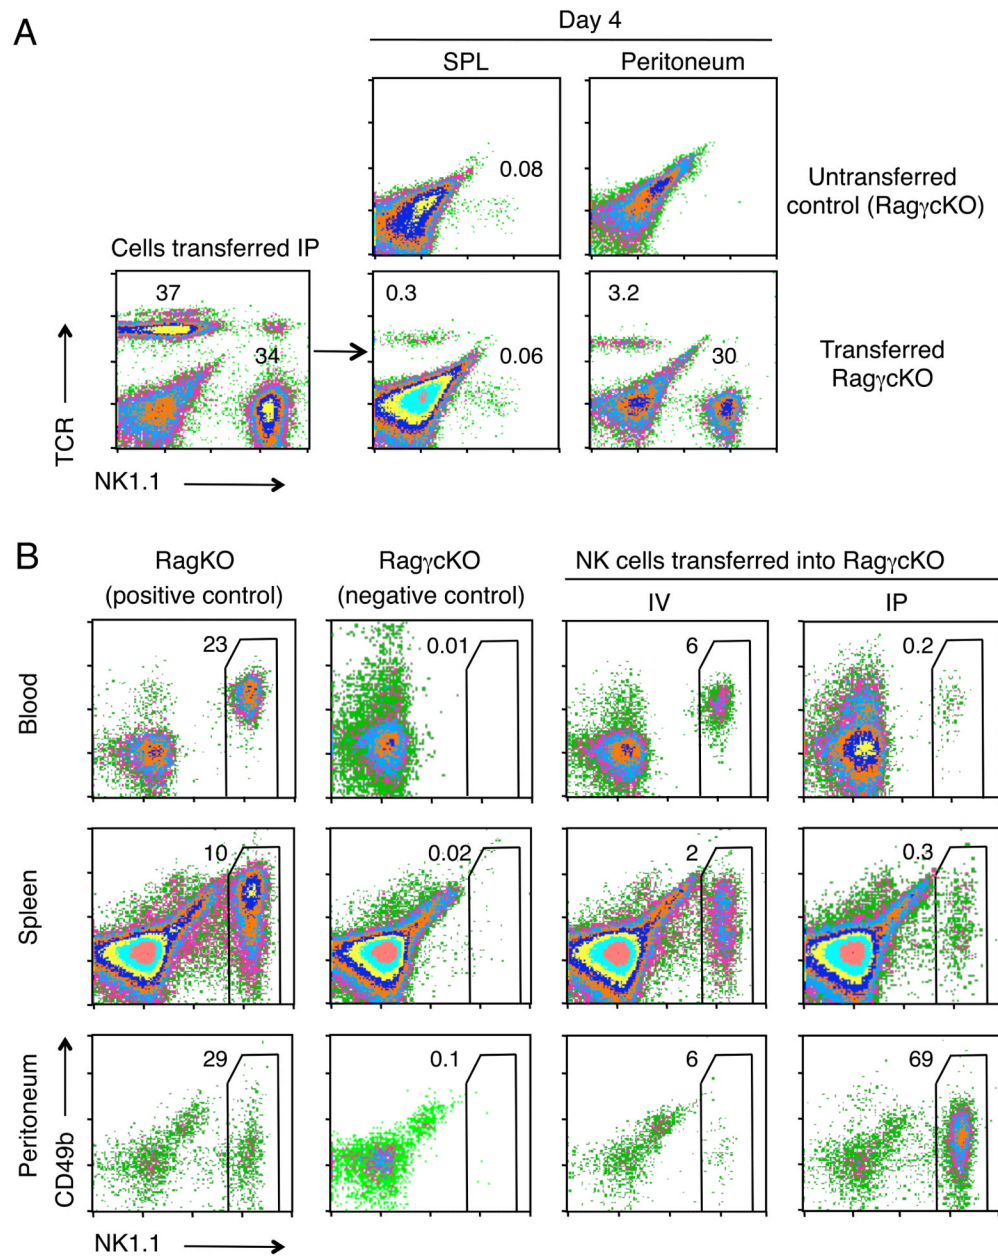 A
Day 4
SPL
Peritoneum
0.08
Untransferred
control (RagγcKO)
Cells transferred IP
37
34
0.3
0.06
3.2
30
Transferred
RagγcKO
TCR
NK1.1
B
RagKO
(positive control)
RagγcKO
(negative control)
NK cells transferred into RagγcKO
IV
IP
Blood
23
0.01
6
0.2
Spleen
10
0.02
2
0.3
Peritoneum
29
0.1
6
69
CD49b
NK1.1